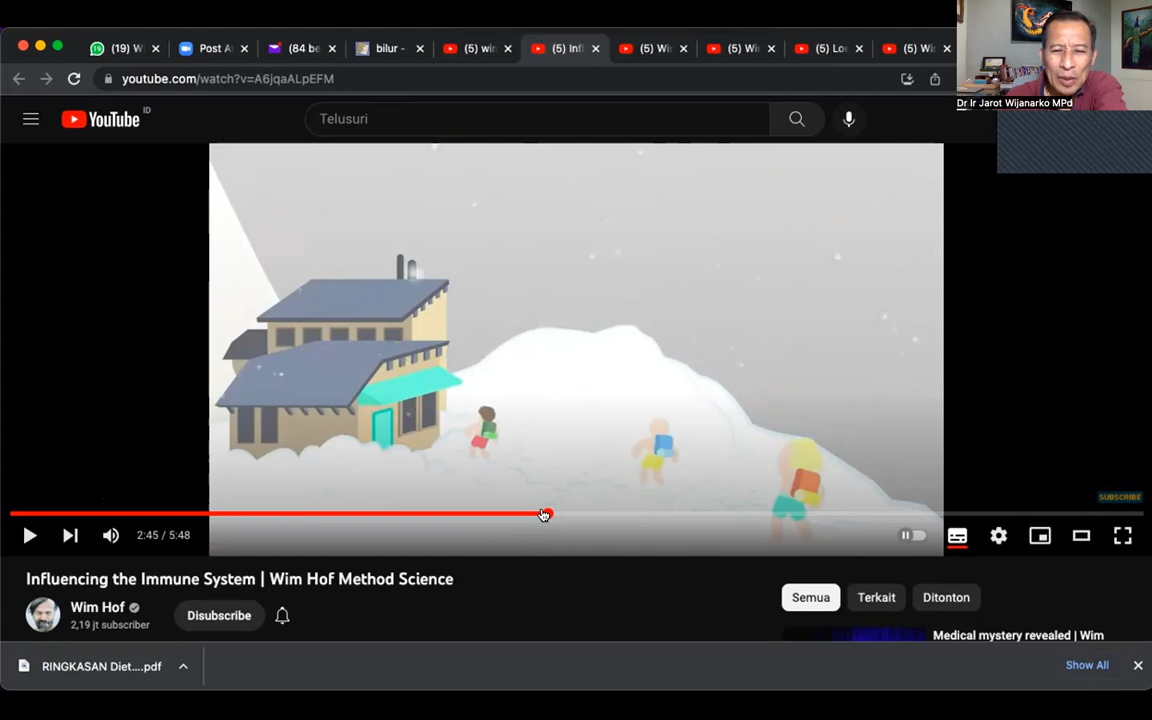 (19) W
Post A
(84 be
bilur -
(5) win
(5) Infl
(5) Wir
(5) Wi
(5) Lo
(5) Wi
youtube.com/watch?v=A6jqaALpEFM
Dr Ir Jarot Wijanarko MPd
YouTube ID
Telusuri
SUBSCRIBE
2:45 / 5:48
Influencing the Immune System | Wim Hof Method Science
Wim Hof
2,19 jt subscriber
Disubscribe
Semua
Terkait
Ditonton
Medical mystery revealed | Wim
RINGKASAN Diet....pdf
Show All